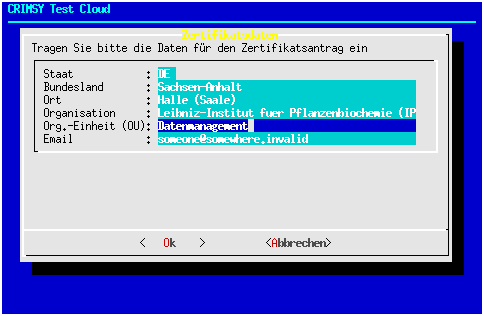 CRIMSY Test Cloud
Zertifikatsdaten
Tragen Sie bitte die Daten für den Zertifikatsantrag ein
Staat : DE
Bundesland : Sachsen-Anhalt
Ort : Halle (Saale)
Organisation : Leibniz-Institut fuer Pflanzenbiochemie (IP
Org.-Einheit (OU): Datenmanagement
Email : someone@somewhere.invalid
< Ok > <Abbrechen>